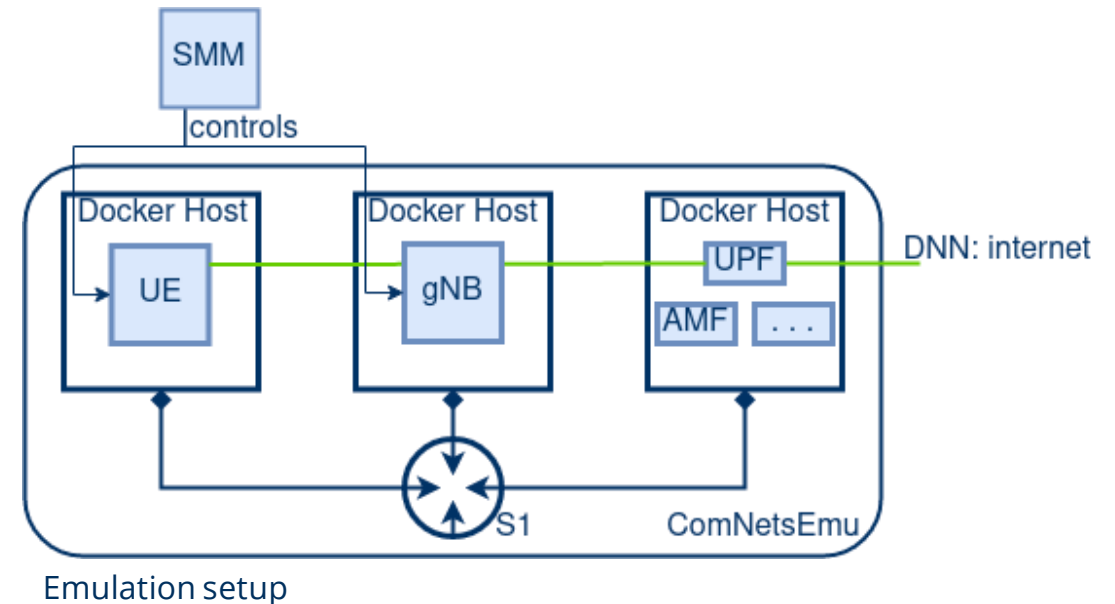 SMM
controls
Docker Host
Docker Host
Docker Host
UE
gNB
UPF
DNN: internet
AMF
. . .
S1
ComNetsEmu
Emulation setup